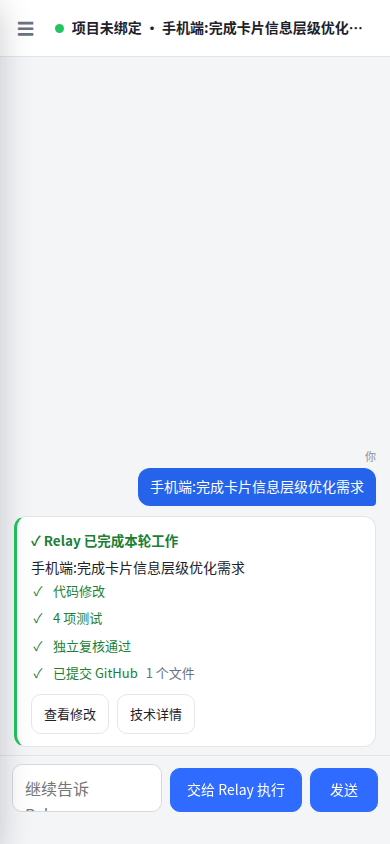 项目未绑定 · 手机端:完成卡片信息层级优化…
你
手机端:完成卡片信息层级优化需求
✓ Relay 已完成本轮工作
手机端:完成卡片信息层级优化需求
✓ 代码修改
✓ 4 项测试
✓ 独立复核通过
✓ 已提交 GitHub 1 个文件
查看修改 技术详情
继续告诉 交给 Relay 执行 发送